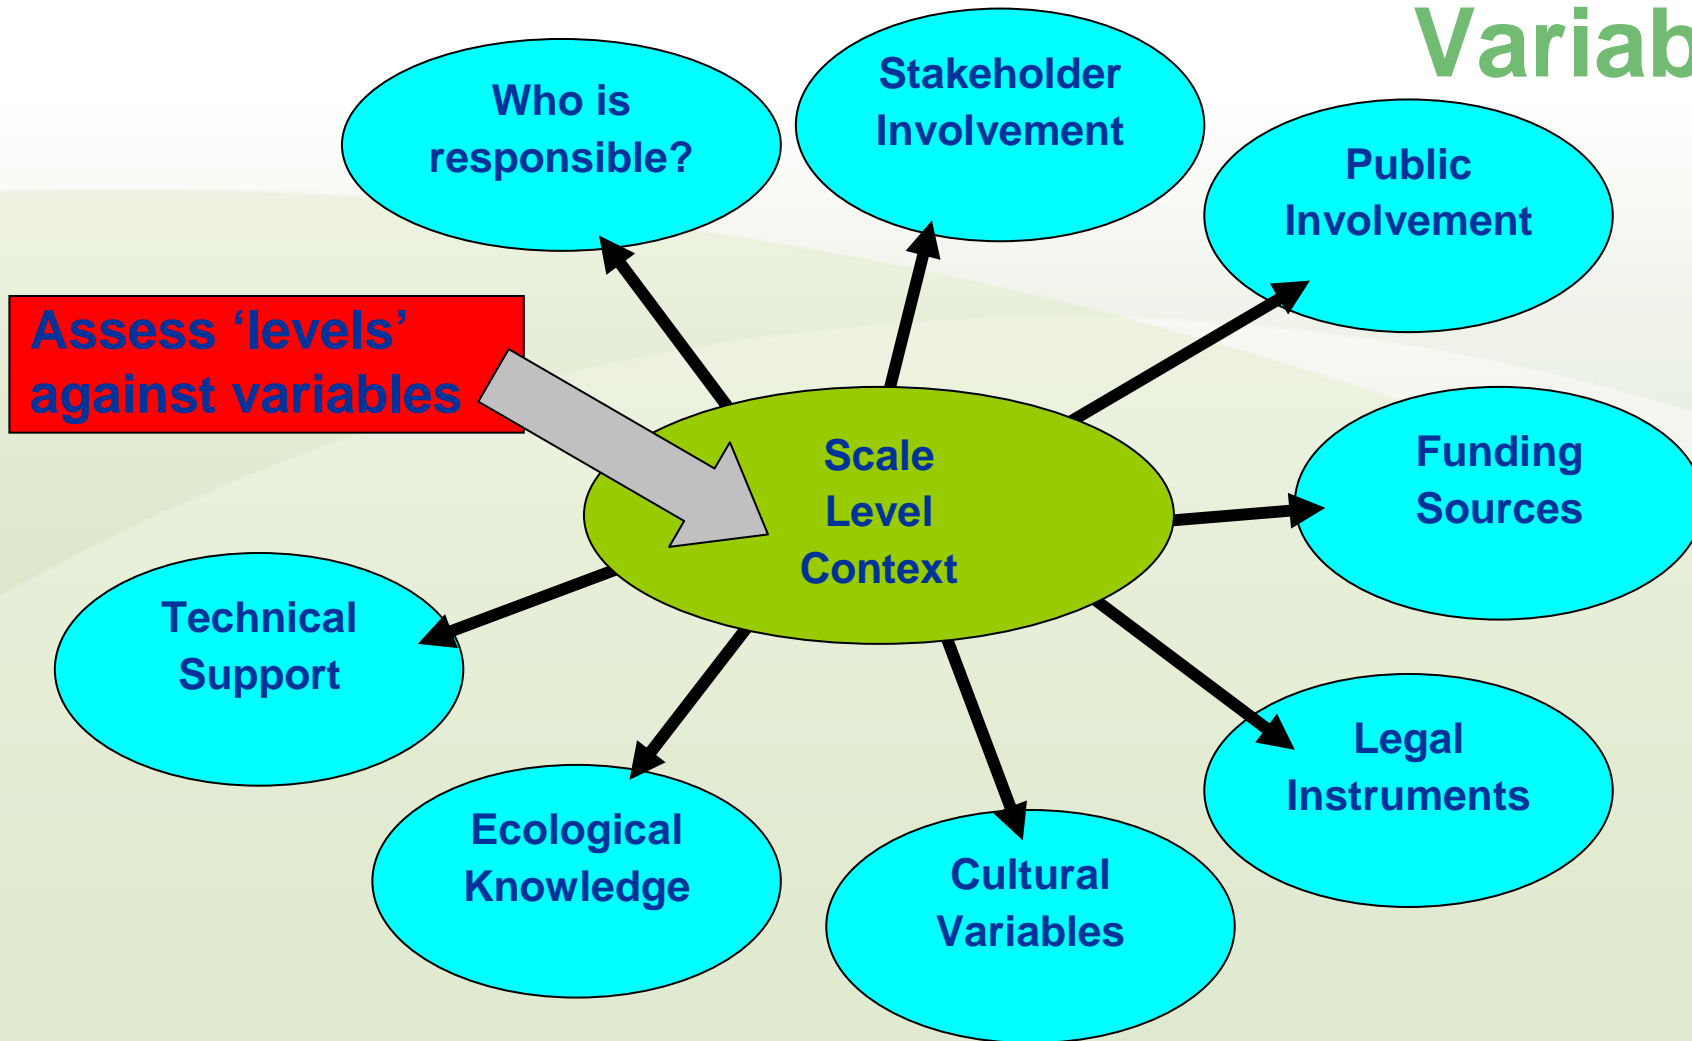 Variab
Who is
responsible?
Stakeholder
Involvement
Public
Involvement
Assess ‘levels’
against variables
Scale
Level
Context
Funding
Sources
Technical
Support
Legal
Instruments
Ecological
Knowledge
Cultural
Variables